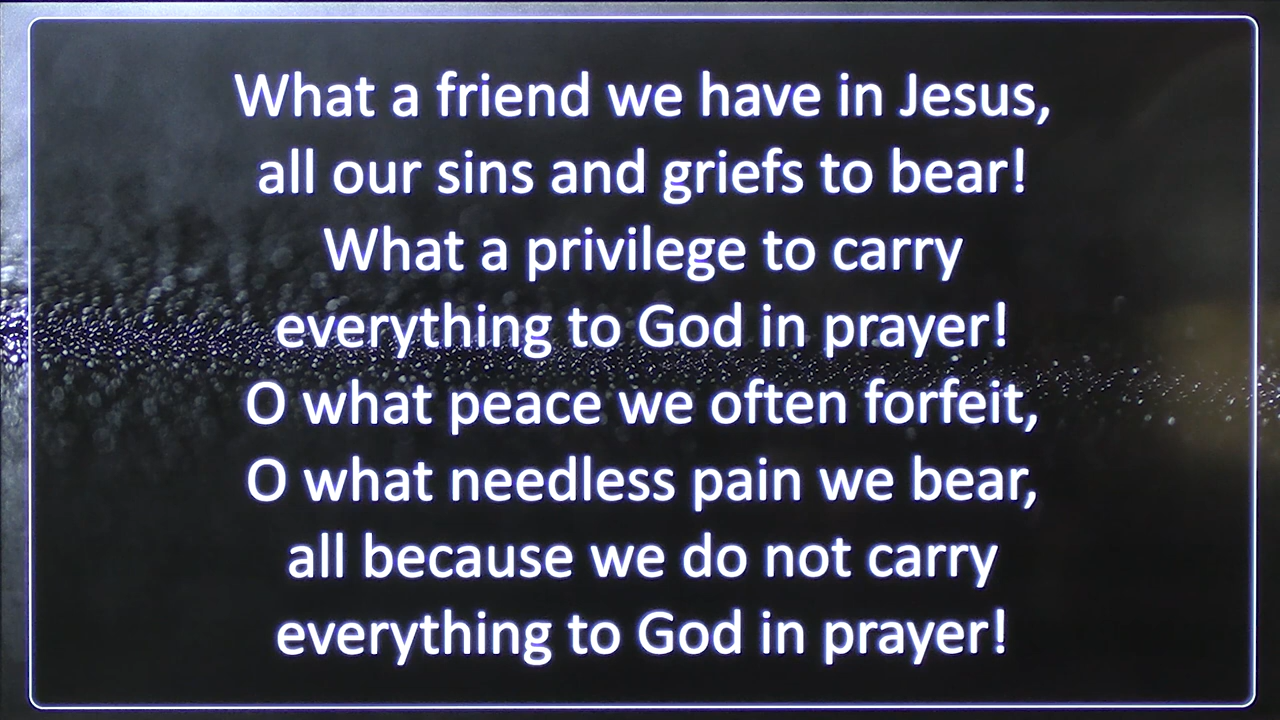 What a friend we have in Jesus,
all our sins and griefs to bear!
What a privilege to carry
everything to God in prayer!
O what peace we often forfeit,
O what needless pain we bear,
all because we do not carry
everything to God in prayer!